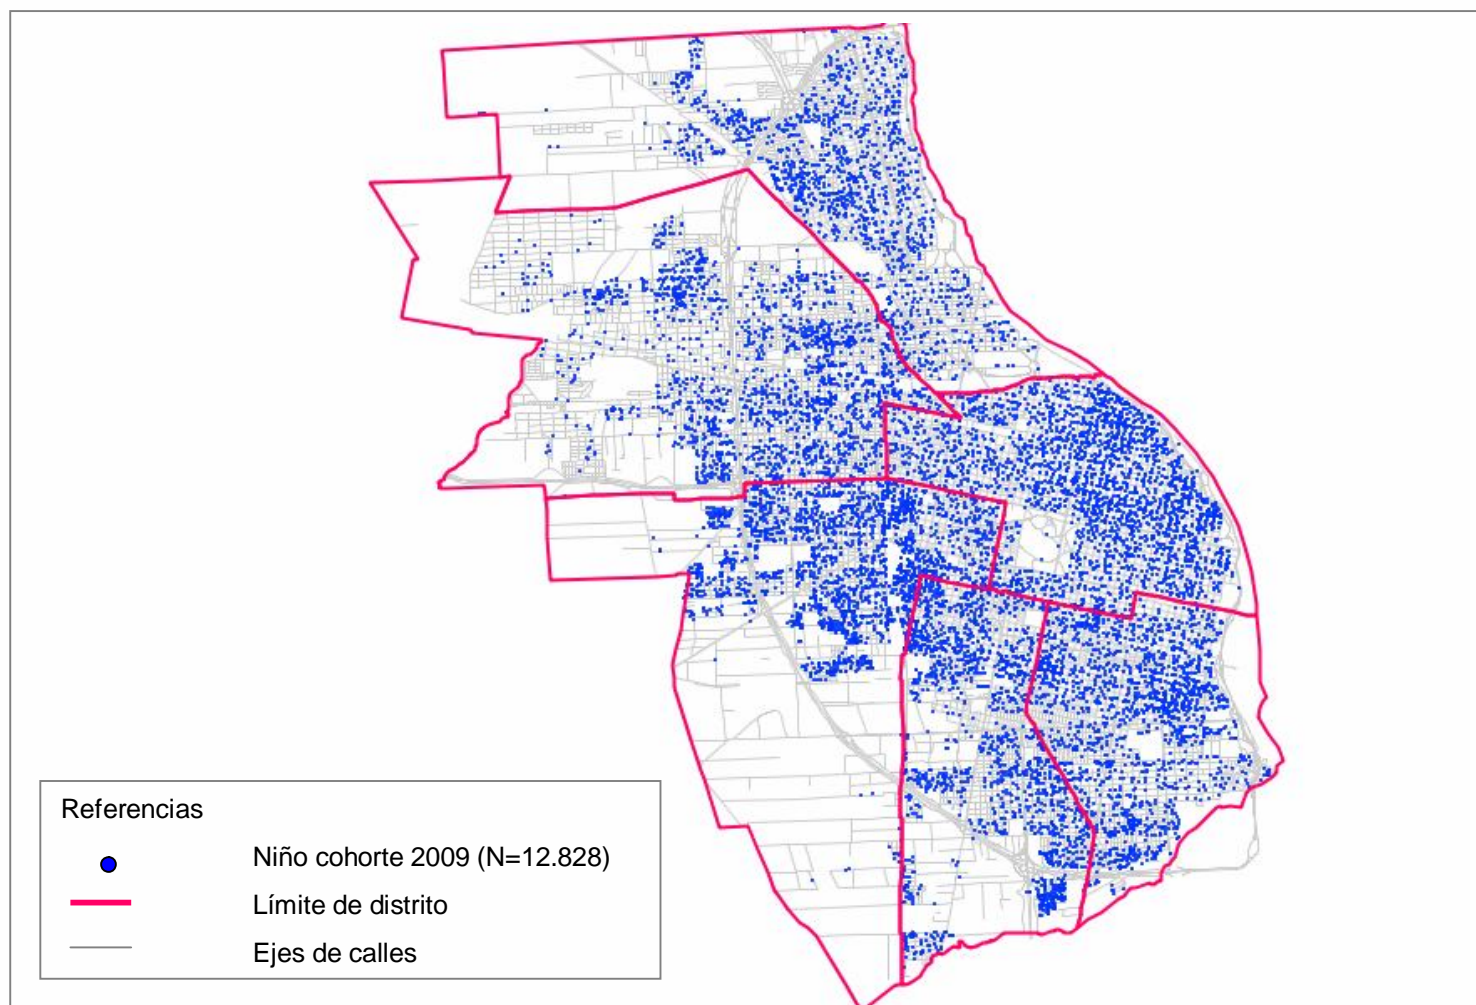 Referencias
Niño cohorte 2009 (N=12.828)
Límite de distrito
Ejes de calles